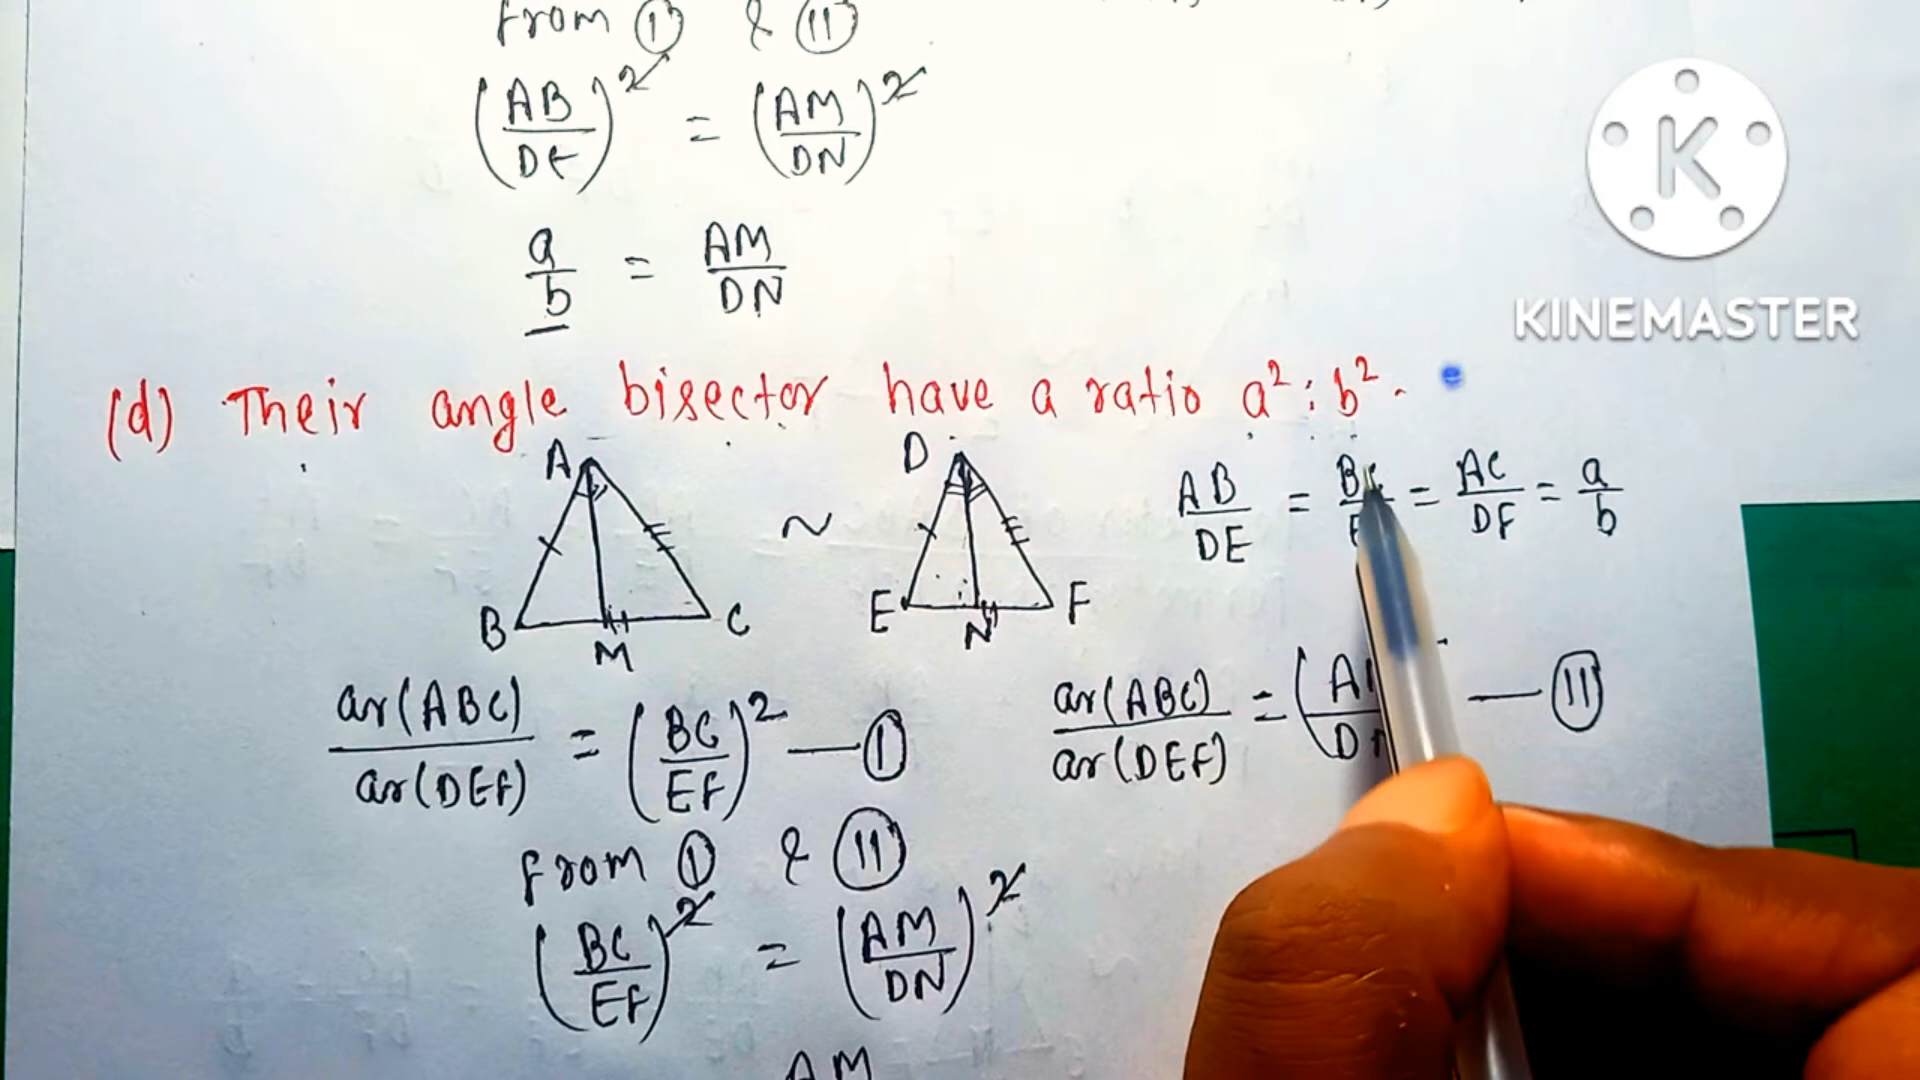 From (I) & (II)
(AB/DE)² = (AM/DN)²
a/b = AM/DN
KINEMASTER
(d) Their angle bisector have a ratio a² : b².
A D
B M C ~ E N F
AB/DE = BC/E = AC/DF = a/b
ar(ABC)/ar(DEF) = (BC/EF)² — (I)
ar(ABC)/ar(DEF) = ( — (II)
From (I) & (II)
(BC/EF)² = (AM/DN)²
AM